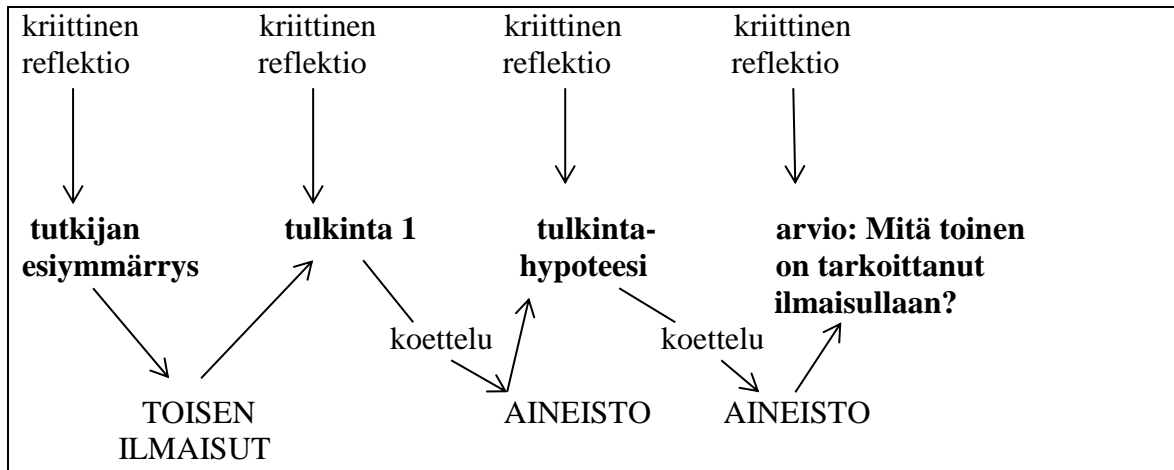 kriittinen kriittinen kriittinen kriittinen
reflektio reflektio reflektio reflektio
tutkijan tulkinta 1 tulkinta- arvio: Mitä toinen
esiymmärrys hypoteesi on tarkoittanut
ilmaisullaan?
koettelu koettelu
TOISEN AINEISTO AINEISTO
ILMAISUT